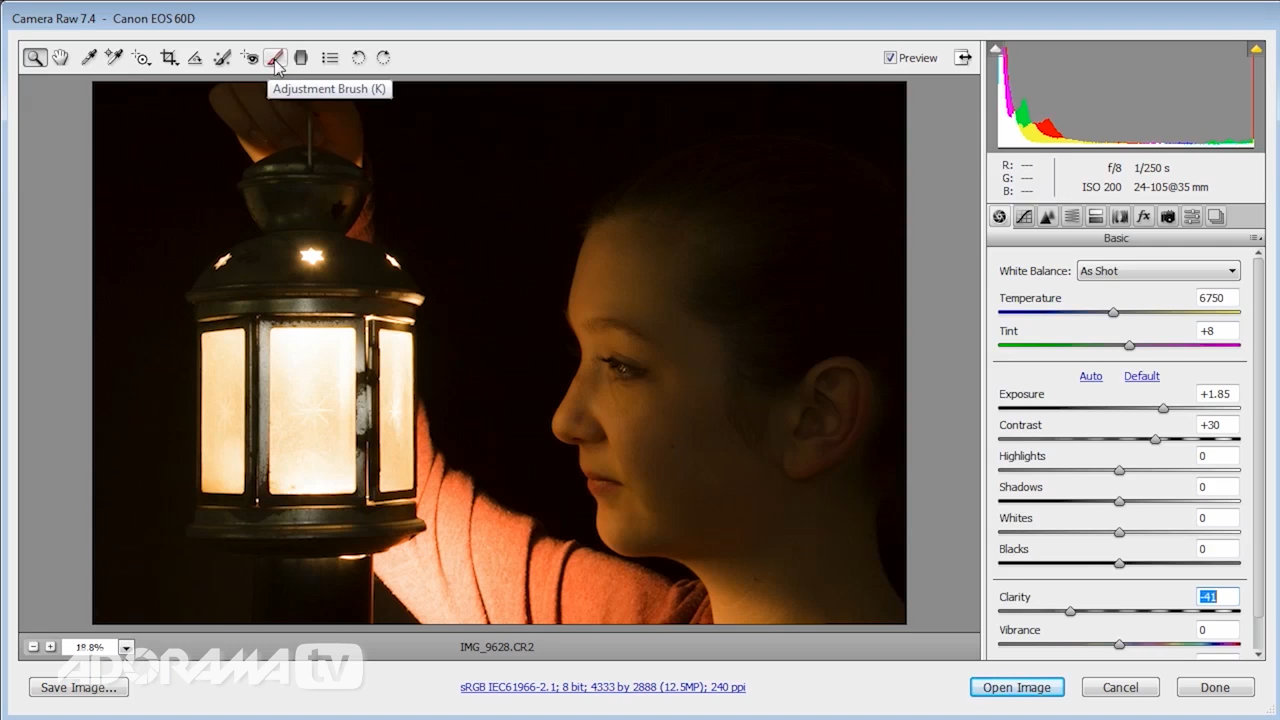 Camera Raw 7.4 - Canon EOS 60D
Preview
Adjustment Brush (K)
R: ---
G: ---
B: ---
f/8 1/250 s
ISO 200 24-105@35 mm
Basic
White Balance: As Shot
Temperature 6750
Tint +8
Auto Default
Exposure +1.85
Contrast +30
Highlights 0
Shadows 0
Whites 0
Blacks 0
Clarity -41
Vibrance 0
18.8%
IMG_9628.CR2
ADORAMA tv
Save Image...
sRGB IEC61966-2.1; 8 bit; 4333 by 2888 (12.5MP); 240 ppi
Open Image
Cancel
Done